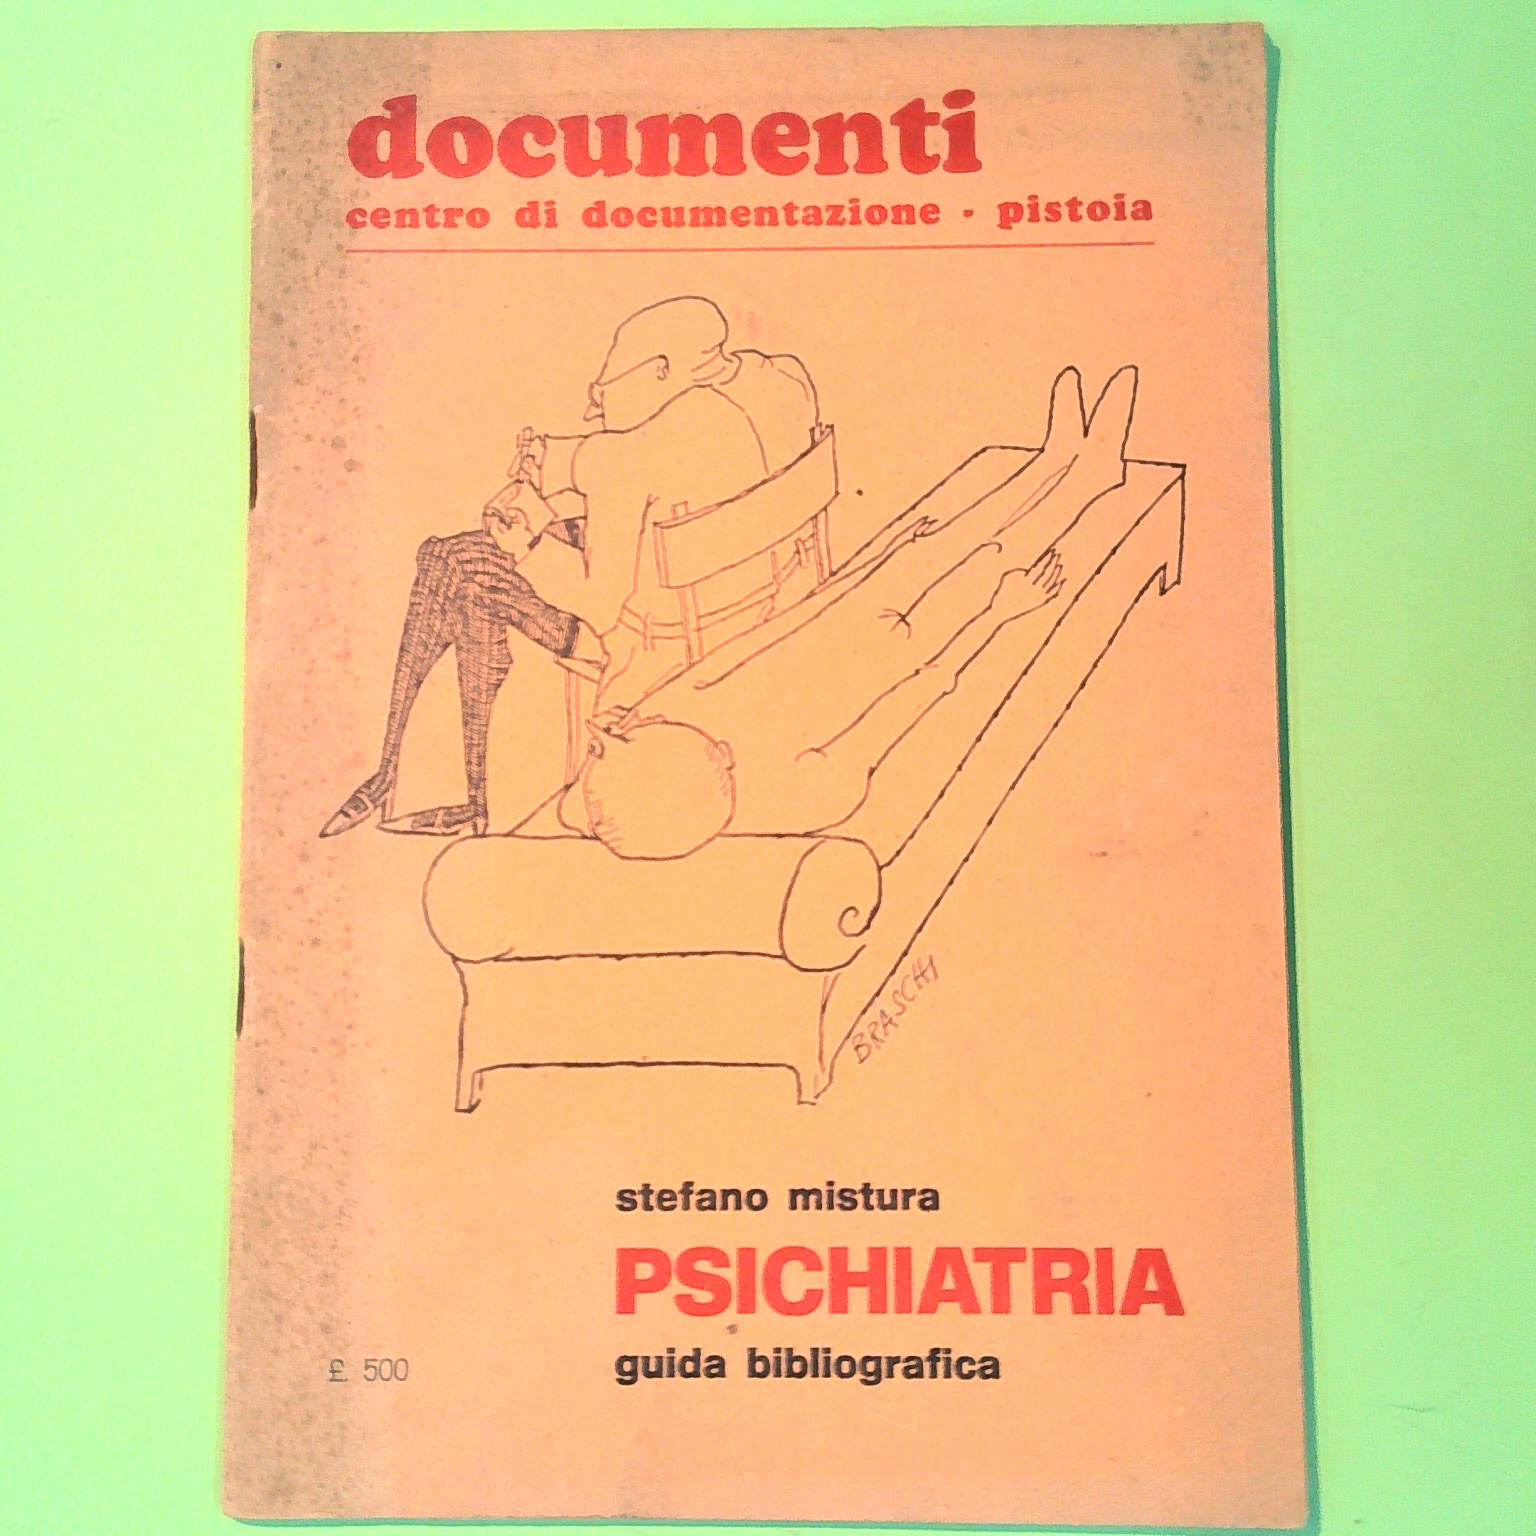 documenti
centro di documentazione - pistoia
BRASCHI
stefano mistura
PSICHIATRIA
guida bibliografica
£. 500